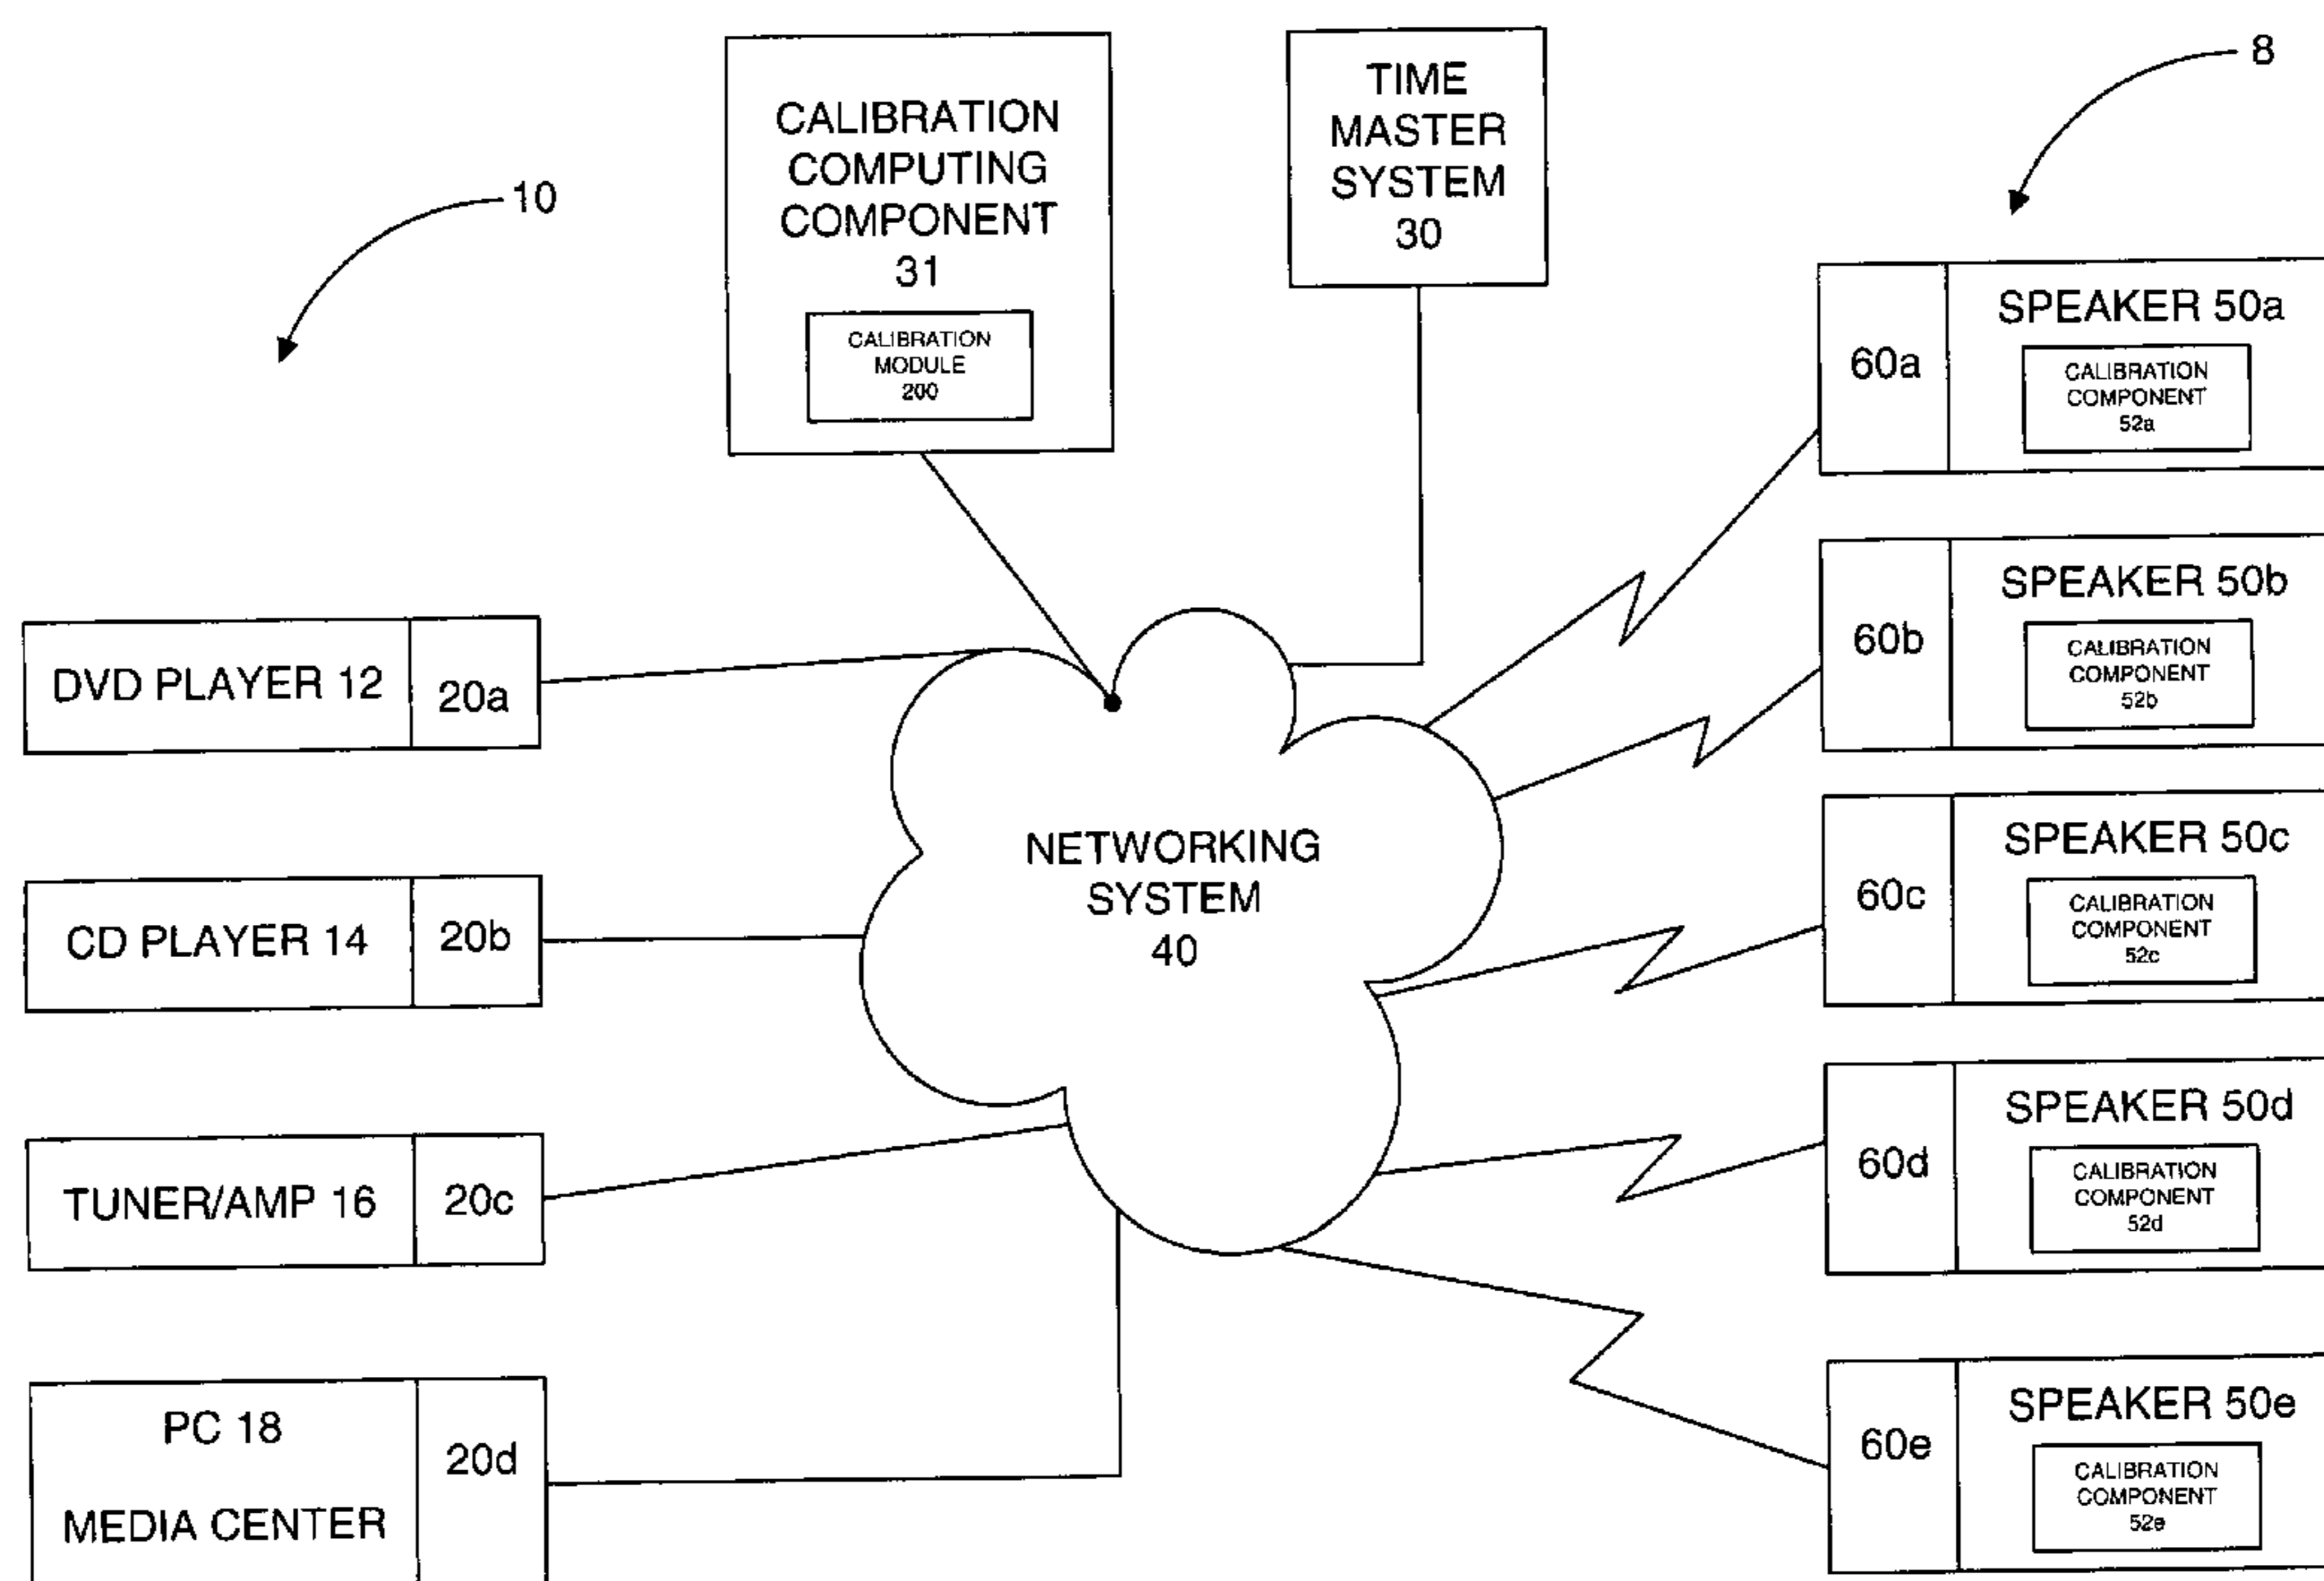 10
CALIBRATION
COMPUTING
COMPONENT
31
CALIBRATION
MODULE
200
TIME
MASTER
SYSTEM
30
8
DVD PLAYER 12
20a
CD PLAYER 14
20b
TUNER/AMP 16
20c
PC 18
MEDIA CENTER
20d
NETWORKING
SYSTEM
40
60a
SPEAKER 50a
CALIBRATION
COMPONENT
52a
60b
SPEAKER 50b
CALIBRATION
COMPONENT
52b
60c
SPEAKER 50c
CALIBRATION
COMPONENT
52c
60d
SPEAKER 50d
CALIBRATION
COMPONENT
52d
60e
SPEAKER 50e
CALIBRATION
COMPONENT
52e